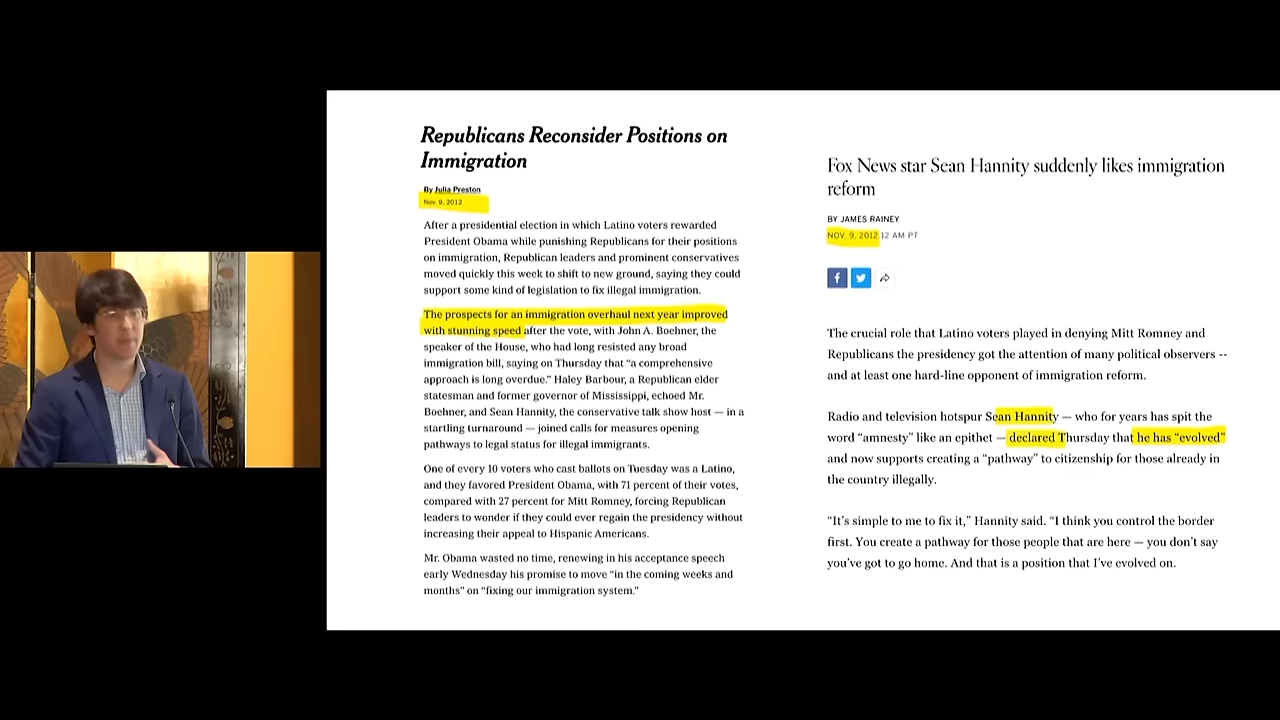 Republicans Reconsider Positions on
Immigration
By Julia Preston
Nov. 9, 2012
After a presidential election in which Latino voters rewarded
President Obama while punishing Republicans for their positions
on immigration, Republican leaders and prominent conservatives
moved quickly this week to shift to new ground, saying they could
support some kind of legislation to fix illegal immigration.
The prospects for an immigration overhaul next year improved
with stunning speed after the vote, with John A. Boehner, the
speaker of the House, who had long resisted any broad
immigration bill, saying on Thursday that “a comprehensive
approach is long overdue.” Haley Barbour, a Republican elder
statesman and former governor of Mississippi, echoed Mr.
Boehner, and Sean Hannity, the conservative talk show host — in a
startling turnaround — joined calls for measures opening
pathways to legal status for illegal immigrants.
One of every 10 voters who cast ballots on Tuesday was a Latino,
and they favored President Obama, with 71 percent of their votes,
compared with 27 percent for Mitt Romney, forcing Republican
leaders to wonder if they could ever regain the presidency without
increasing their appeal to Hispanic Americans.
Mr. Obama wasted no time, renewing in his acceptance speech
early Wednesday his promise to move “in the coming weeks and
months” on “fixing our immigration system.”
Fox News star Sean Hannity suddenly likes immigration
reform
BY JAMES RAINEY
NOV. 9, 2012 12 AM PT
The crucial role that Latino voters played in denying Mitt Romney and
Republicans the presidency got the attention of many political observers --
and at least one hard-line opponent of immigration reform.
Radio and television hotspur Sean Hannity — who for years has spit the
word “amnesty” like an epithet — declared Thursday that he has “evolved”
and now supports creating a “pathway” to citizenship for those already in
the country illegally.
“It’s simple to me to fix it,” Hannity said. “I think you control the border
first. You create a pathway for those people that are here — you don’t say
you’ve got to go home. And that is a position that I’ve evolved on.